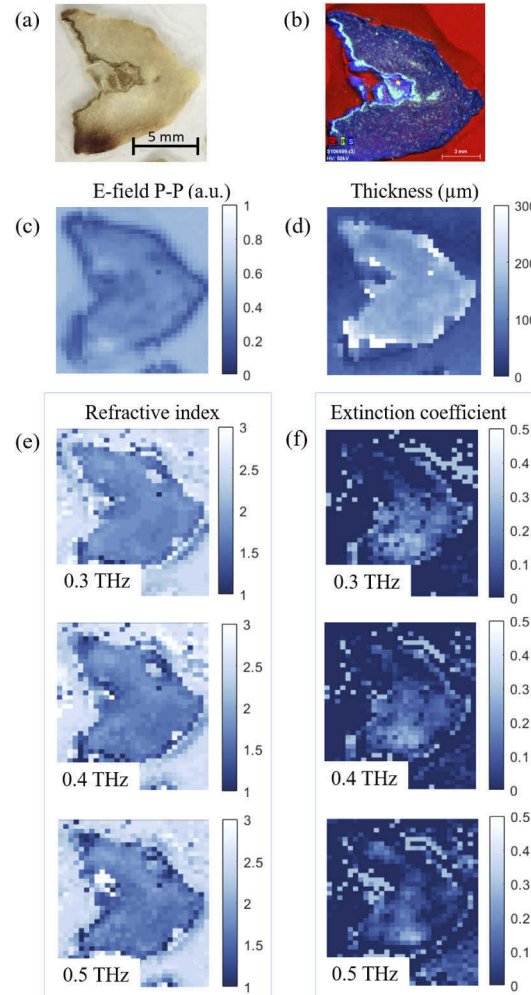 (a)
(b)
5 mm
Cl P S
S106599 (2)
HV: 50kV
3 mm
E-field P-P (a.u.)
Thickness (µm)
(c)
1
0.8
0.6
0.4
0.2
0
(d)
300
200
100
0
Refractive index
Extinction coefficient
(e)
3
2.5
2
1.5
1
0.3 THz
(f)
0.5
0.4
0.3
0.2
0.1
0
0.3 THz
3
2.5
2
1.5
1
0.4 THz
0.5
0.4
0.3
0.2
0.1
0
0.4 THz
3
2.5
2
1.5
1
0.5 THz
0.5
0.4
0.3
0.2
0.1
0
0.5 THz